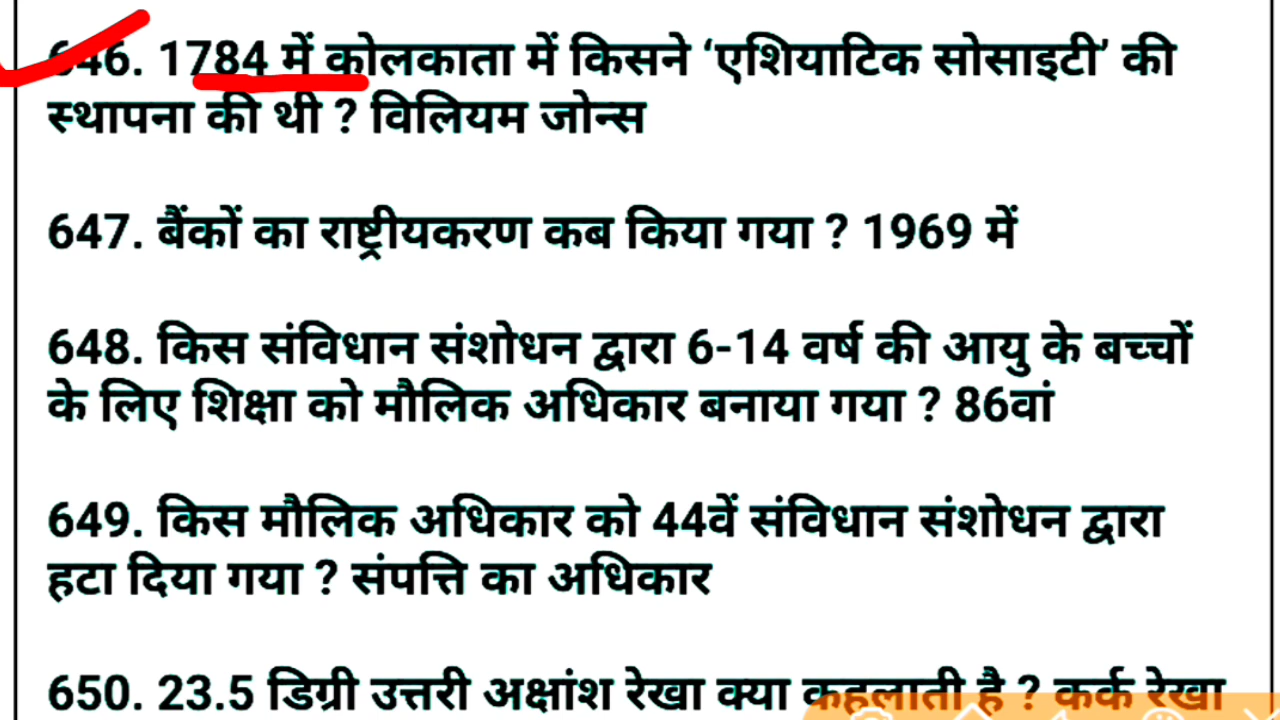 646. 1784 में कोलकाता में किसने ‘एशियाटिक सोसाइटी’ की
स्थापना की थी ? विलियम जोन्स
647. बैंकों का राष्ट्रीयकरण कब किया गया ? 1969 में
648. किस संविधान संशोधन द्वारा 6-14 वर्ष की आयु के बच्चों
के लिए शिक्षा को मौलिक अधिकार बनाया गया ? 86वां
649. किस मौलिक अधिकार को 44वें संविधान संशोधन द्वारा
हटा दिया गया ? संपत्ति का अधिकार
650. 23.5 डिग्री उत्तरी अक्षांश रेखा क्या कहलाती है ? कर्क रेखा